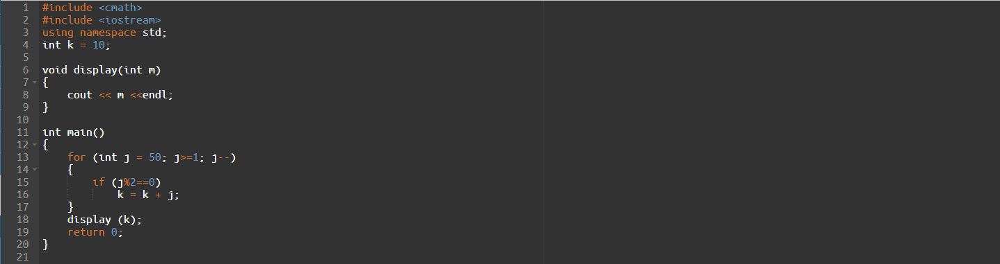 1 #include <cmath>
2 #include <iostream>
3 using namespace std;
4 int k = 10;
5
6 void display(int m)
7 {
8     cout << m <<endl;
9 }
10
11 int main()
12 {
13     for (int j = 50; j>=1; j--)
14     {
15         if (j%2==0)
16             k = k + j;
17     }
18     display (k);
19     return 0;
20 }
21